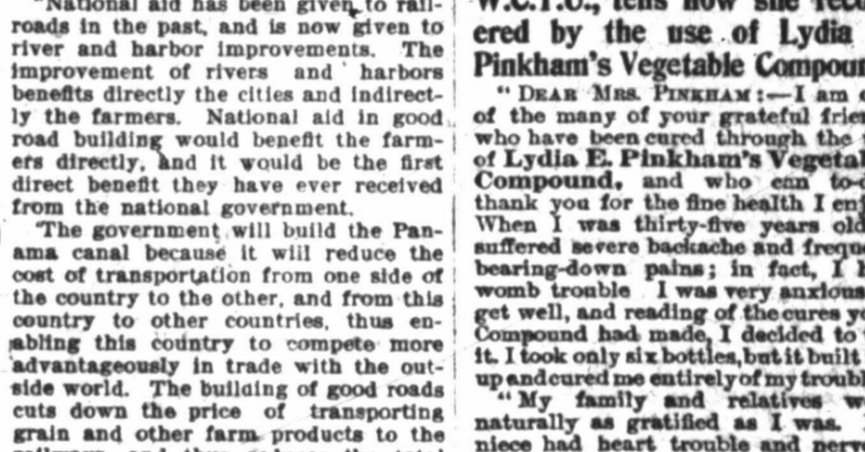 "National aid has been given to rail-
roads in the past, and is now given to
river and harbor improvements. The
improvement of rivers and harbors
benefits directly the cities and indirect-
ly the farmers. National aid in good
road building would benefit the farm-
ers directly, and it would be the first
direct benefit they have ever received
from the national government.
"The government will build the Pan-
ama canal because it will reduce the
cost of transportation from one side of
the country to the other, and from this
country to other countries, thus en-
abling this country to compete more
advantageously in trade with the out-
side world. The building of good roads
cuts down the price of transporting
grain and other farm products to the
W.C.T.U., tells how she
ered by the use of Lydia
Pinkham's Vegetable
"DEAR MRS. PINKHAM:—I am
of the many of your grateful
who have been cured through the
of Lydia E. Pinkham's
Compound, and who can
thank you for the fine health I
When I was thirty-five years
suffered severe backache and
bearing-down pains; in fact, I
womb trouble I was very
get well, and reading of the cures
Compound had made, I decided to
it. I took only six bottles, but it built
up and cured me entirely of my
"My family and relatives
naturally as gratified as I was.
niece had heart trouble and